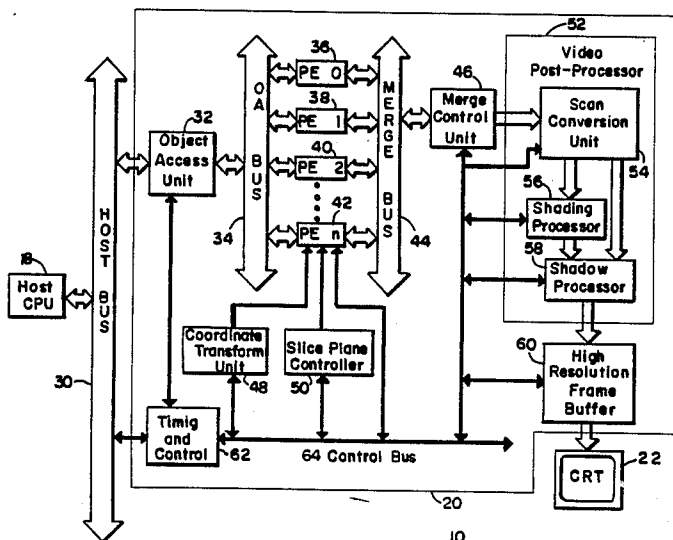 52
Video
Post-Processor
36
PE 0
38
PE 1
40
PE 2
42
PE n
OA BUS
34
MERGE BUS
44
46
Merge
Control
Unit
Scan
Conversion
Unit
54
56
Shading
Processor
58
Shadow
Processor
32
Object
Access
Unit
HOST BUS
30
18
Host
CPU
Coordinate
Transform
Unit
48
Slice Plane
Controller
50
60
High
Resolution
Frame
Buffer
Timig
and
Control
62
64 Control Bus
CRT
22
20
10